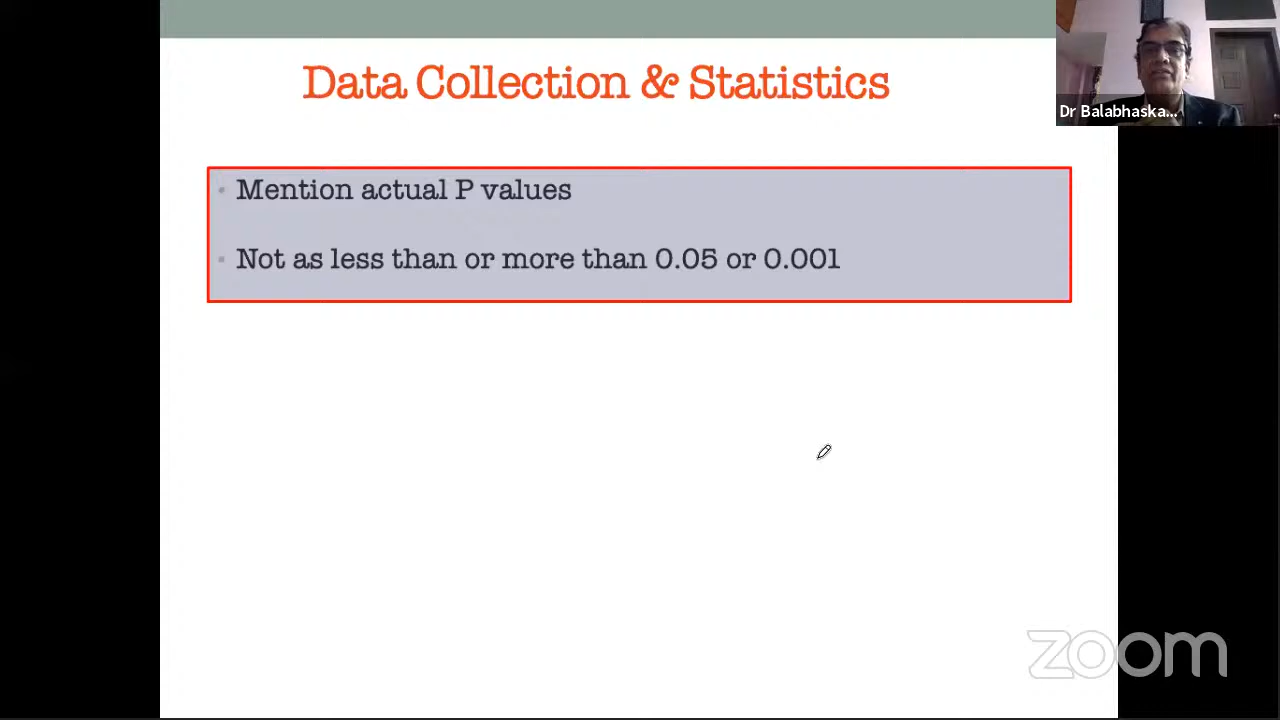 Data Collection & Statistics
Dr Balabhaska...
Mention actual P values
Not as less than or more than 0.05 or 0.001
zoom